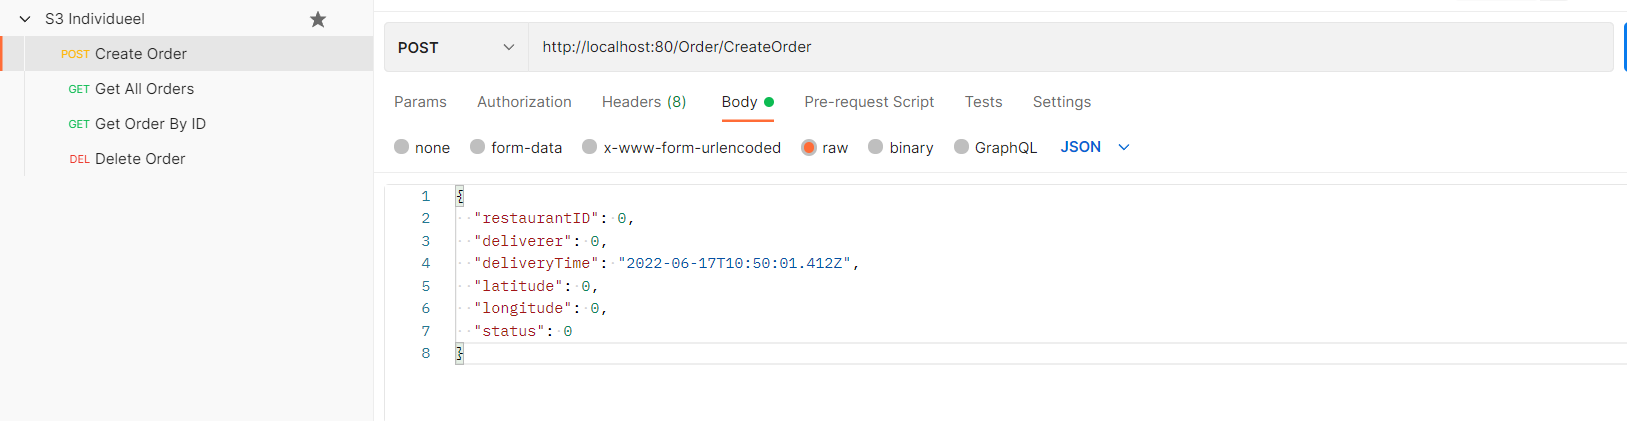 S3 Individueel
POST Create Order
GET Get All Orders
GET Get Order By ID
DEL Delete Order
POST http://localhost:80/Order/CreateOrder
Params Authorization Headers (8) Body Pre-request Script Tests Settings
none form-data x-www-form-urlencoded raw binary GraphQL JSON
1 {
2 "restaurantID": 0,
3 "deliverer": 0,
4 "deliveryTime": "2022-06-17T10:50:01.412Z",
5 "latitude": 0,
6 "longitude": 0,
7 "status": 0
8 }